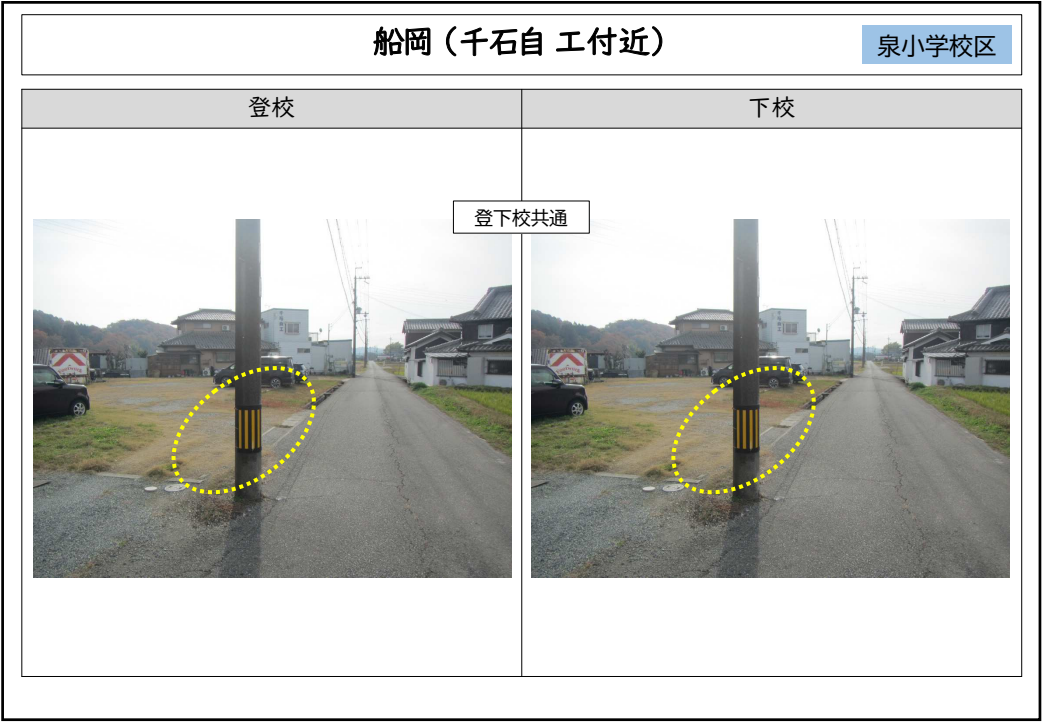 船岡（千石自 工付近）
泉小学校区
登校
下校
登下校共通